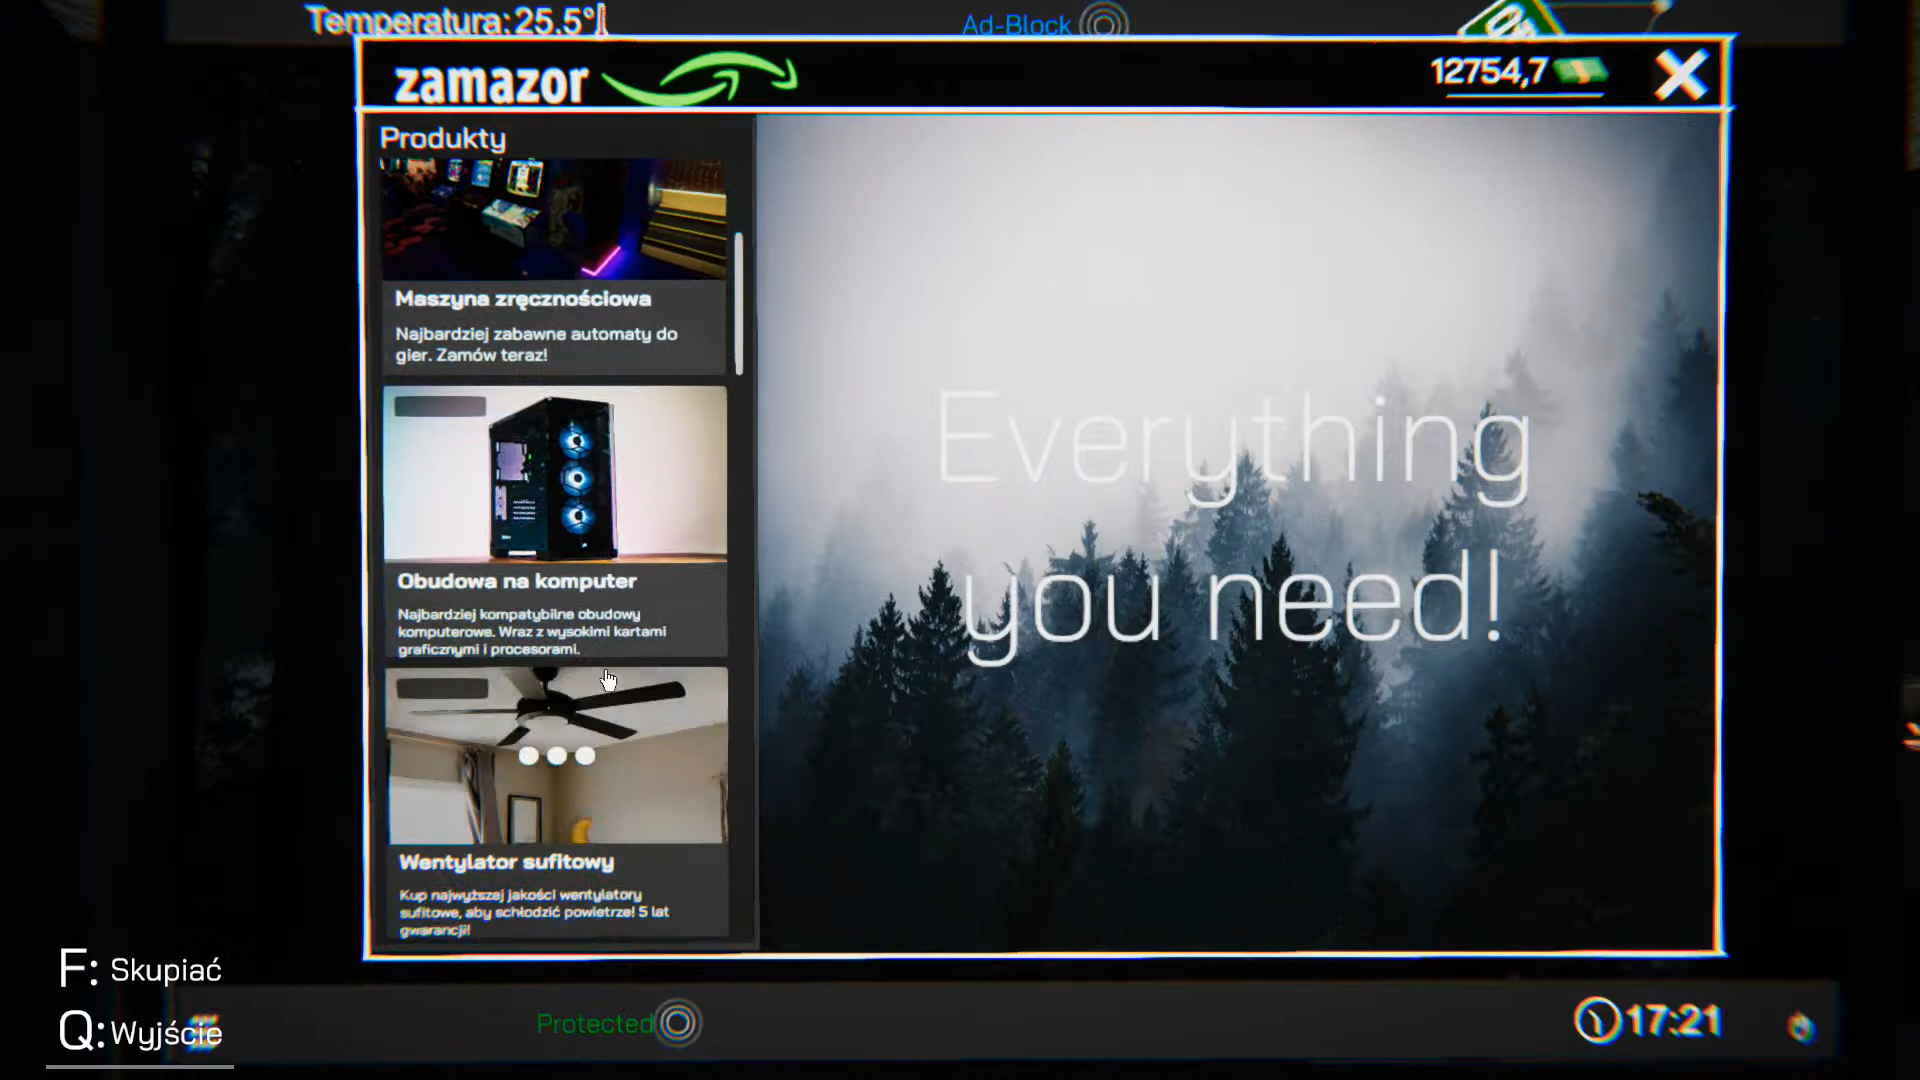 Temperatura: 25.5°
Ad-Block
zamazor
12754,7
Produkty
Maszyna zręcznościowa
Najbardziej zabawne automaty do
gier. Zamów teraz!
Obudowa na komputer
Najbardziej kompatybilne obudowy
komputerowe. Wraz z wysokimi kartami
graficznymi i procesorami.
Wentylator sufitowy
Kup najwyższej jakości wentylatory
sufitowe, aby schłodzić powietrze! 5 lat
gwarancji!
Everything
you need!
F: Skupiać
Q: Wyjście
Protected
17:21